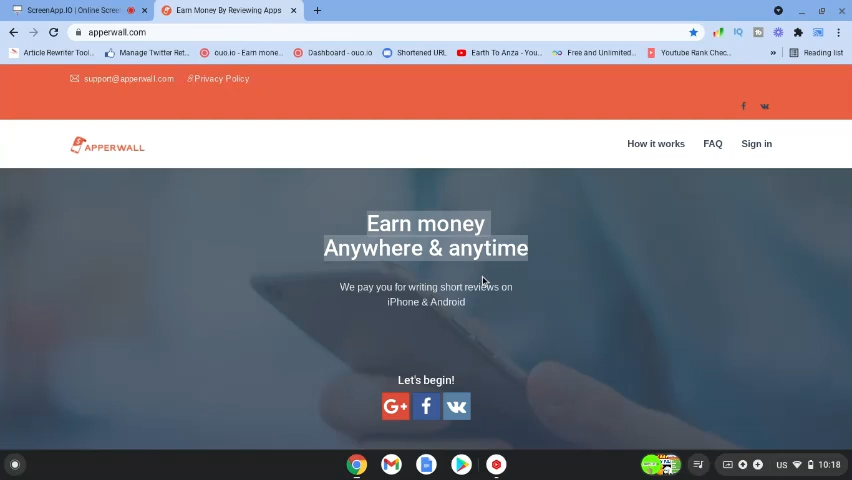 ScreenApp.IO | Online Screen
Earn Money By Reviewing Apps
apperwall.com
Article Rewriter Tool...
Manage Twitter Ret...
ouo.io - Earn mone...
Dashboard - ouo.io
Shortened URL
Earth To Anza - You...
Free and Unlimited...
Youtube Rank Chec...
»
Reading list
support@apperwall.com
Privacy Policy
APPERWALL
How it works
FAQ
Sign in
Earn money
Anywhere & anytime
We pay you for writing short reviews on
iPhone & Android
Let's begin!
G+
US
10:18